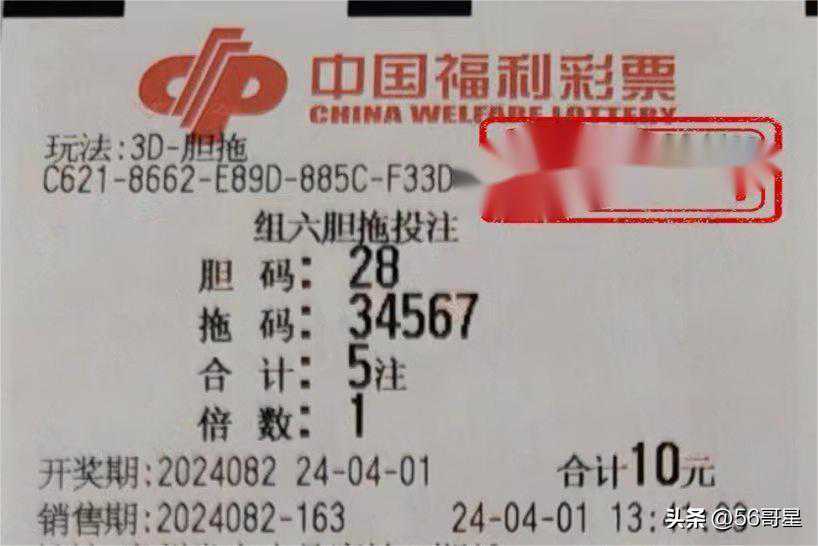 中国福利彩票
CHINA WELFARE LOTTERY
玩法:3D-胆拖
C621-8662-E89D-885C-F33D
组六胆拖投注
胆 码: 28
拖 码: 34567
合 计: 5注
倍 数: 1
开奖期:2024082 24-04-01 合计10元
销售期:2024082-163 24-04-01 13:
头条 @56哥星